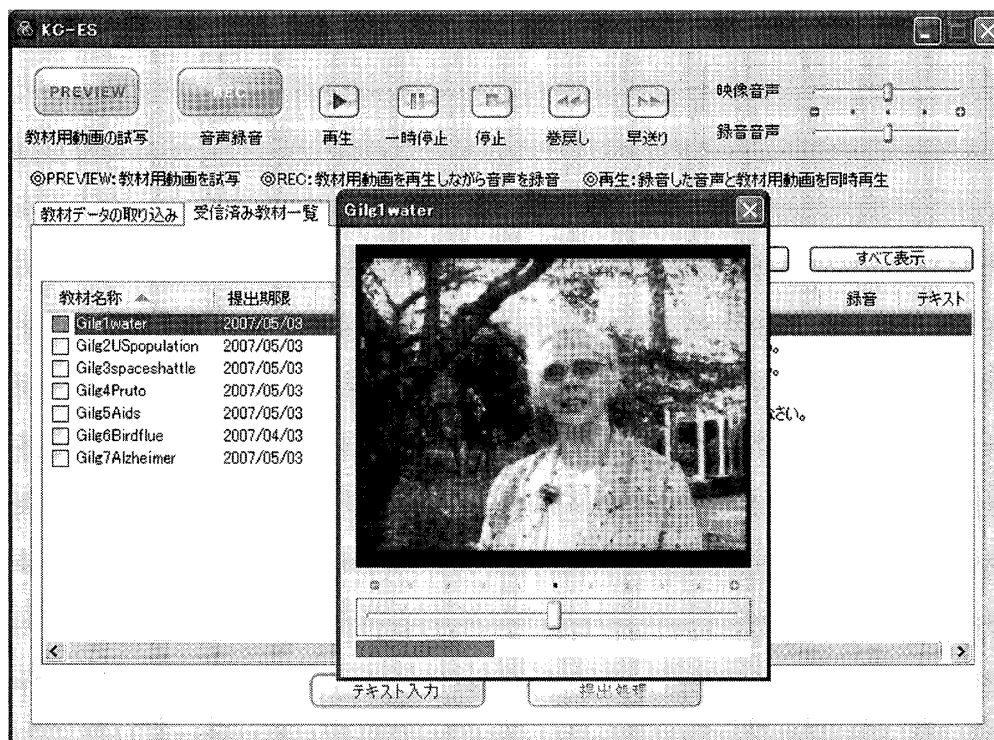 KC-ES
PREVIEW
REC
教材用動画の試写
音声録音
再生
一時停止
停止
巻戻し
早送り
映像音声
録音音声
◎PREVIEW:教材用動画を試写 ◎REC:教材用動画を再生しながら音声を録音 ◎再生:録音した音声と教材用動画を同時再生
教材データの取り込み
受信済み教材一覧
Gilg1water
すべて表示
教材名称 提出期限 録音 テキスト
Gilg1water 2007/05/03
Gilg2USpopulation 2007/05/03 。
Gilg3spaceshattle 2007/05/03 。
Gilg4Pruto 2007/05/03
Gilg5Aids 2007/05/03 ださい。
Gilg6Birdflue 2007/04/03
Gilg7Alzheimer 2007/05/03
テキスト入力
提出処理